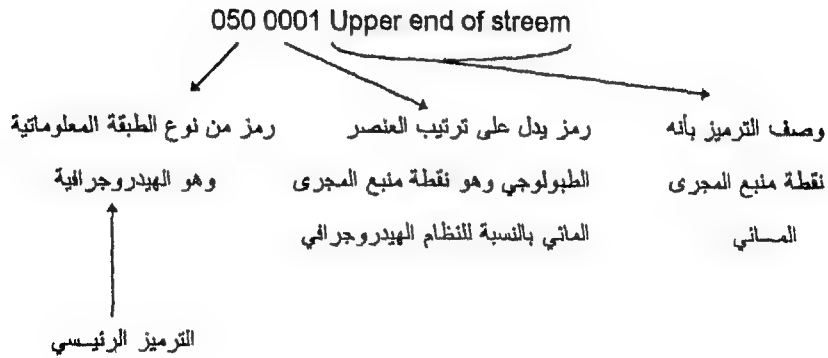 050 0001 Upper end of streem
وصف الترميز بأنه
نقطة منبع المجرى
المـائي
رمز يدل على ترتيب العنصر
الطبولوجي وهو نقطة منبع المجرى
المائي بالنسبة للنظام الهيدروجرافي
رمز من نوع الطبقة المعلوماتية
وهو الهيدروجرافية
الترميز الرئيـسي